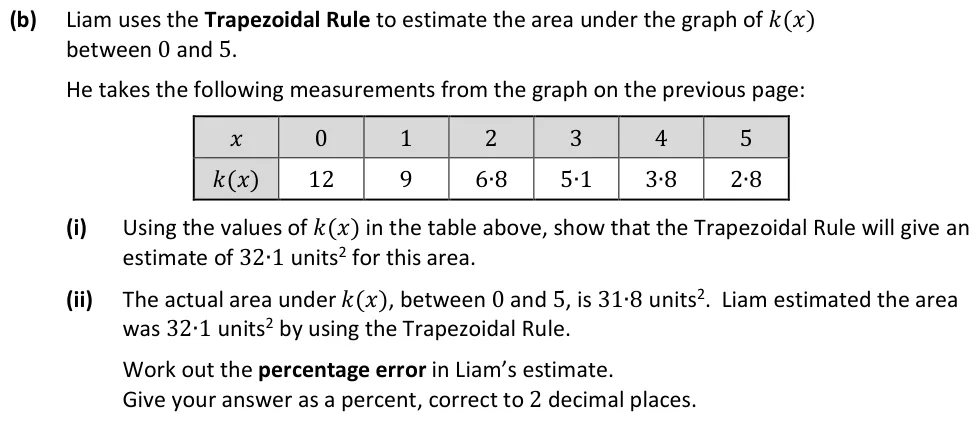 (b) Liam uses the Trapezoidal Rule to estimate the area under the graph of k(x)
between 0 and 5.
He takes the following measurements from the graph on the previous page:
x 0 1 2 3 4 5
k(x) 12 9 6·8 5·1 3·8 2·8
(i) Using the values of k(x) in the table above, show that the Trapezoidal Rule will give an
estimate of 32·1 units² for this area.
(ii) The actual area under k(x), between 0 and 5, is 31·8 units². Liam estimated the area
was 32·1 units² by using the Trapezoidal Rule.
Work out the percentage error in Liam’s estimate.
Give your answer as a percent, correct to 2 decimal places.